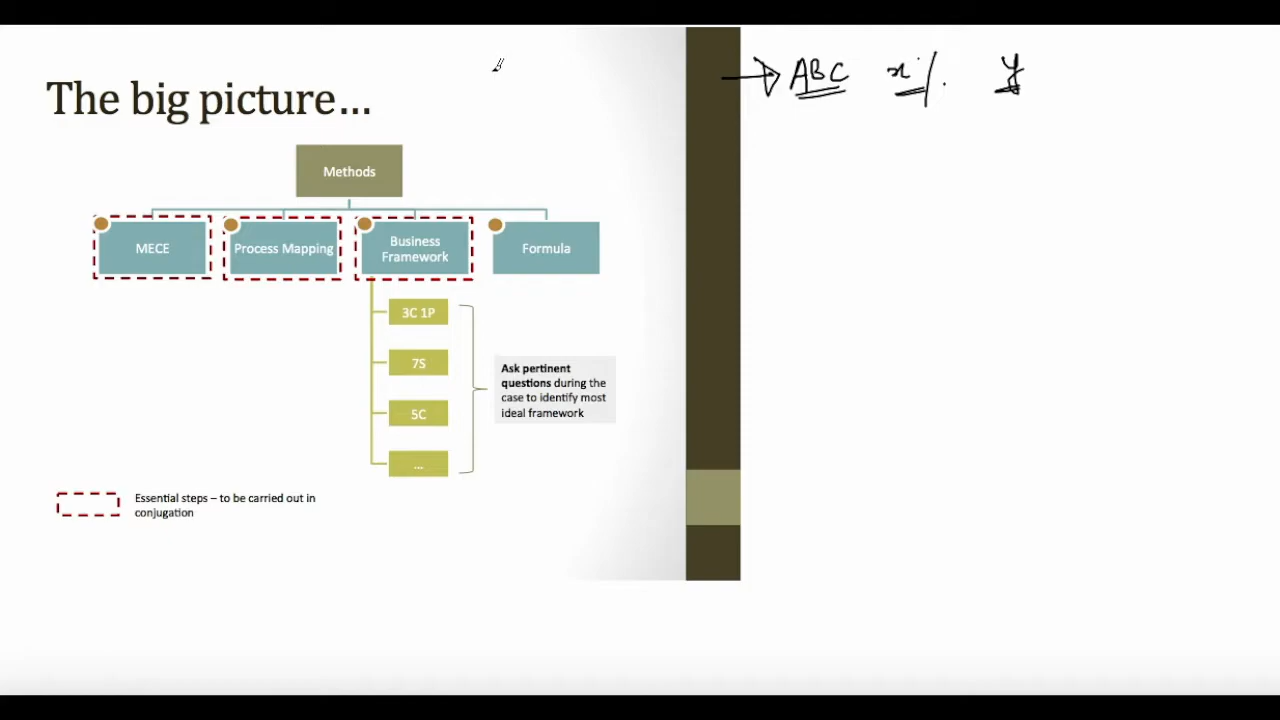 The big picture...
Methods
MECE
Process Mapping
Business
Framework
Formula
3C 1P
7S
5C
...
Ask pertinent
questions during the
case to identify most
ideal framework
Essential steps – to be carried out in
conjugation
ABC x% y